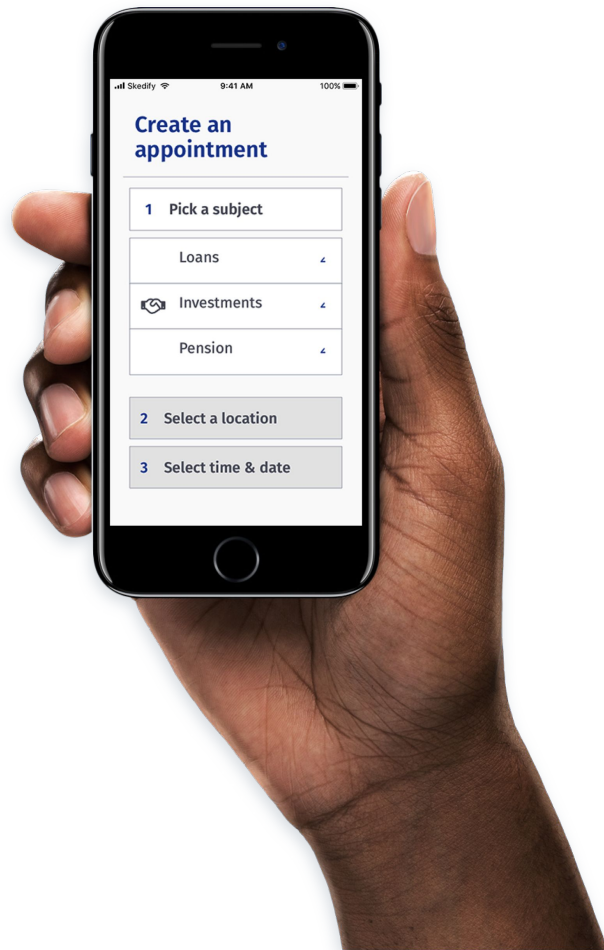 Skedify 9:41 AM 100%
Create an
appointment
1 Pick a subject
Loans
Investments
Pension
2 Select a location
3 Select time & date